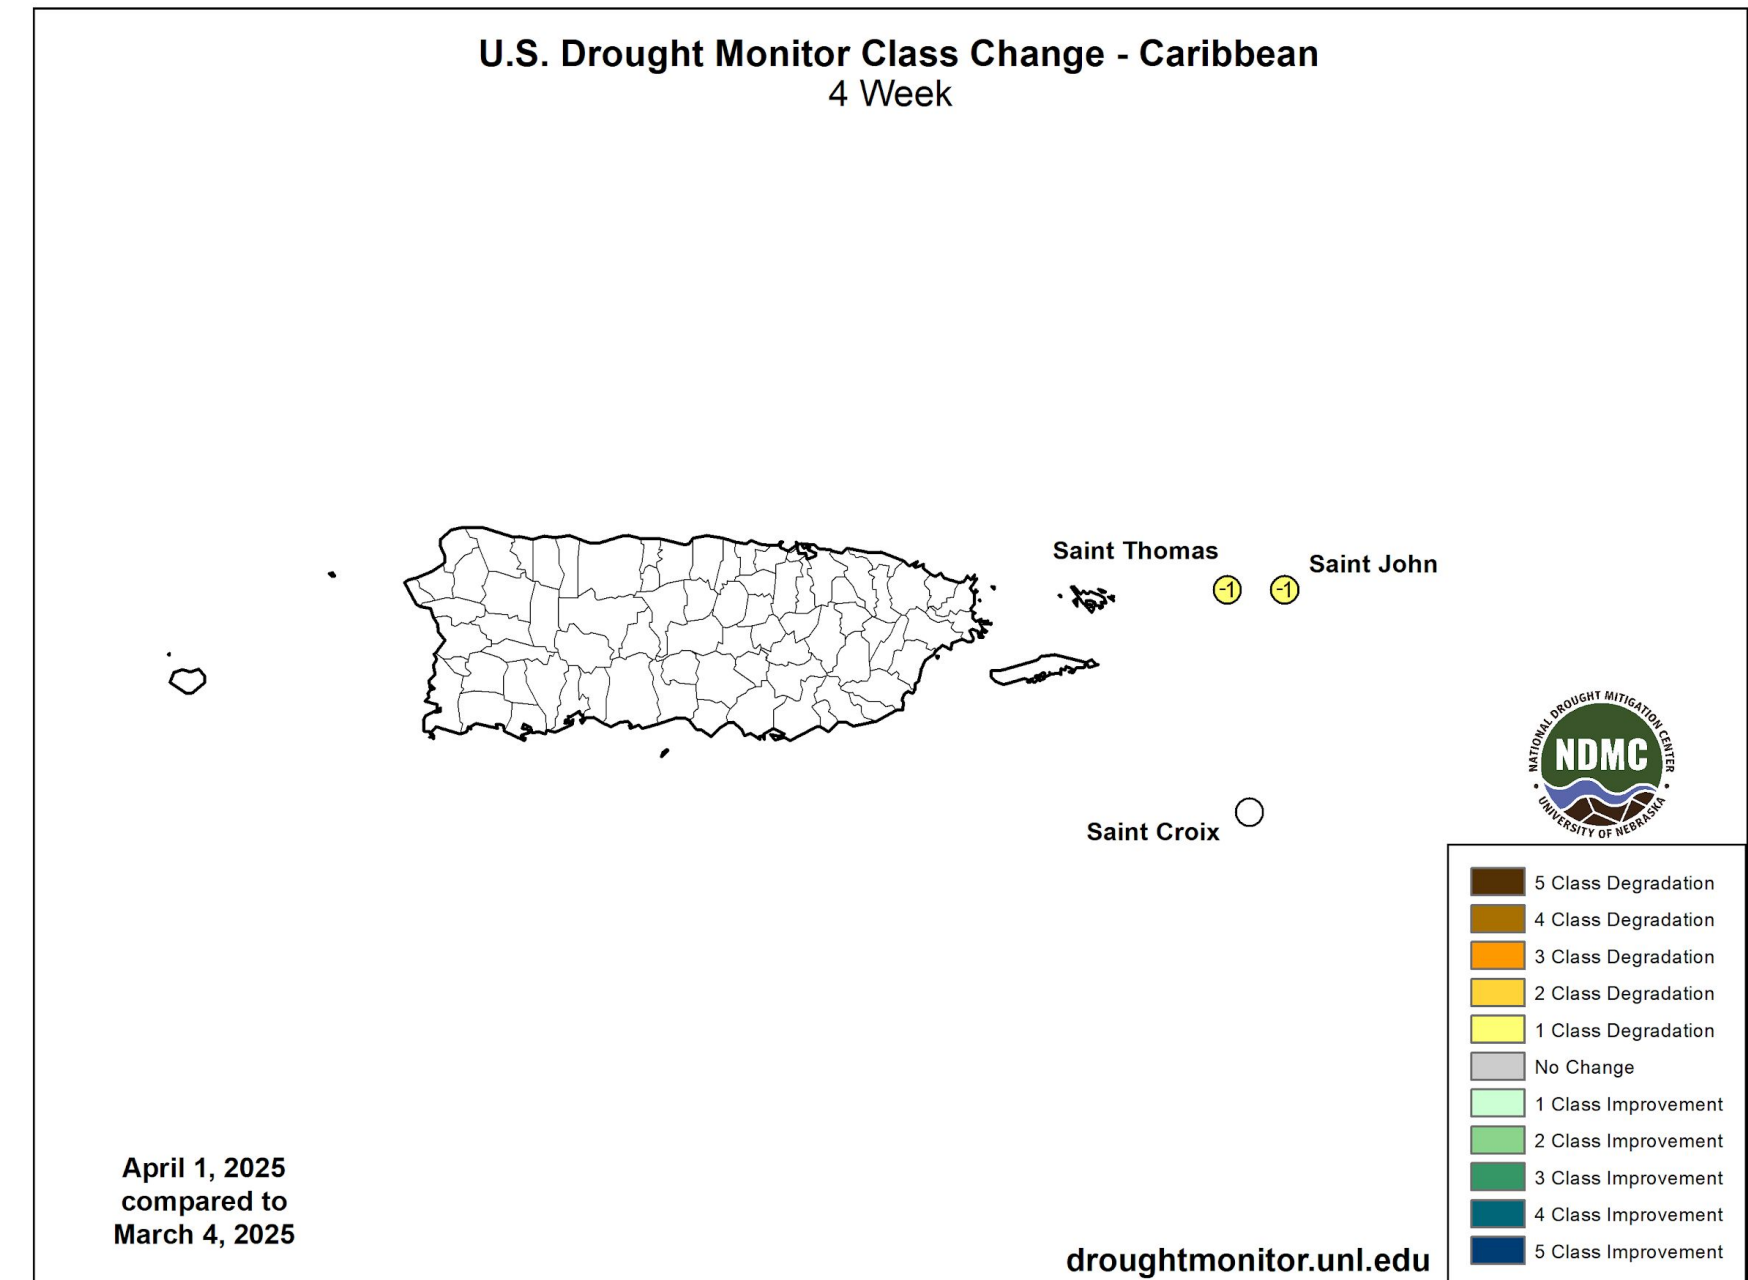 U.S. Drought Monitor Class Change - Caribbean
4 Week
Saint Thomas
Saint John
-1
-1
Saint Croix
NATIONAL DROUGHT MITIGATION CENTER
NDMC
UNIVERSITY OF NEBRASKA
5 Class Degradation
4 Class Degradation
3 Class Degradation
2 Class Degradation
1 Class Degradation
No Change
1 Class Improvement
2 Class Improvement
3 Class Improvement
4 Class Improvement
5 Class Improvement
April 1, 2025
compared to
March 4, 2025
droughtmonitor.unl.edu